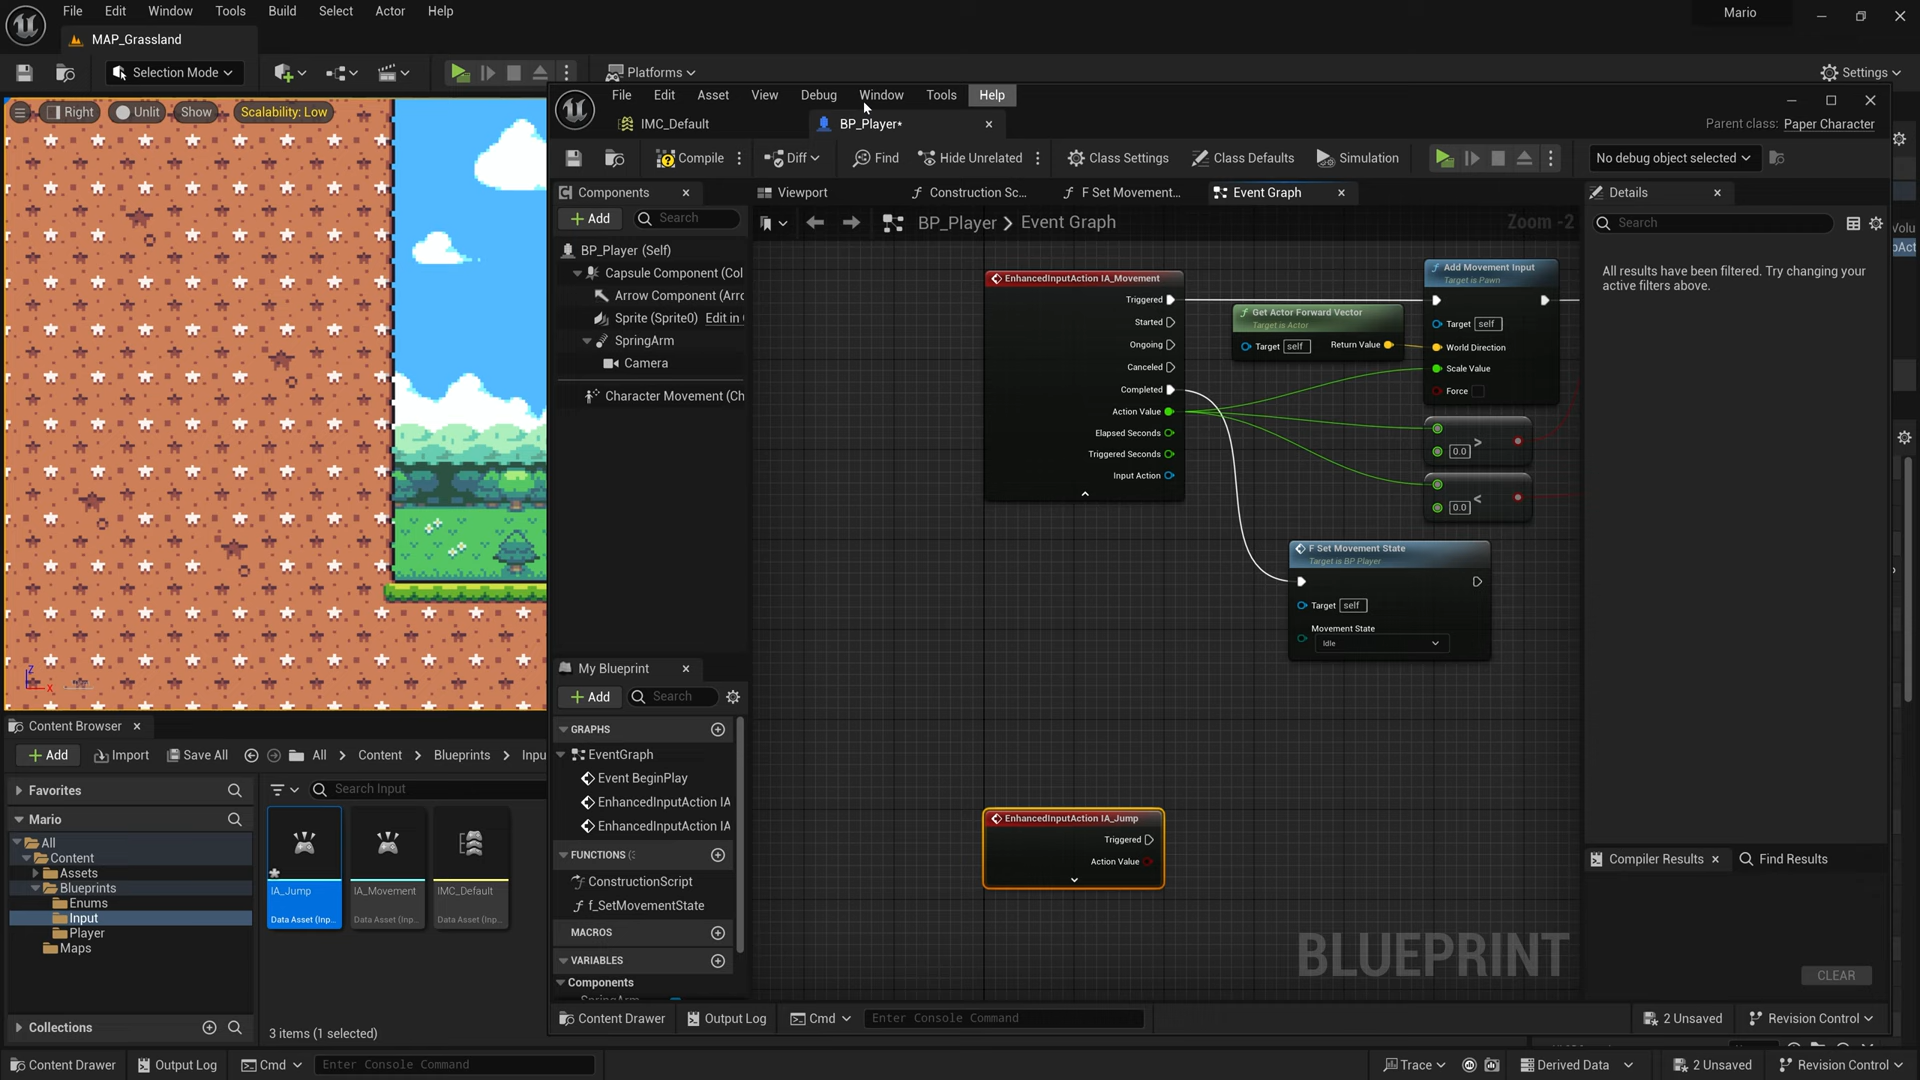 File Edit Window Tools Build Select Actor Help
Mario
MAP_Grassland
Selection Mode
Platforms
Settings
Right Unlit Show Scalability: Low
File Edit Asset View Debug Window Tools Help
IMC_Default
BP_Player*
Parent class: Paper Character
Compile Diff Find Hide Unrelated Class Settings Class Defaults Simulation
No debug object selected
Components
Viewport
Construction Sc...
F Set Movement...
Event Graph
Details
Add
Search
BP_Player > Event Graph
Zoom -2
Search
BP_Player (Self)
Capsule Component (Col
Arrow Component (Arro
Sprite (Sprite0) Edit in
SpringArm
Camera
Character Movement (Ch
All results have been filtered. Try changing your
active filters above.
EnhancedInputAction IA_Movement
Triggered
Started
Ongoing
Canceled
Completed
Action Value
Elapsed Seconds
Triggered Seconds
Input Action
Get Actor Forward Vector
Target is Actor
Target self Return Value
Add Movement Input
Target is Pawn
Target self
World Direction
Scale Value
Force
0.0 >
0.0 <
F Set Movement State
Target is BP Player
Target self
Movement State
Idle
EnhancedInputAction IA_Jump
Triggered
Action Value
BLUEPRINT
My Blueprint
Add
Search
GRAPHS
EventGraph
Event BeginPlay
EnhancedInputAction IA
EnhancedInputAction IA
FUNCTIONS
ConstructionScript
f_SetMovementState
MACROS
VARIABLES
Components
SpringArm
Compiler Results
Find Results
CLEAR
Content Drawer Output Log Cmd Enter Console Command
2 Unsaved Revision Control
Content Browser
Add Import Save All All > Content > Blueprints > Inpu
Favorites
Search Input
Mario
All
Content
Assets
Blueprints
Enums
Input
Player
Maps
Collections
IA_Jump
Data Asset (Inp...
IA_Movement
Data Asset (Inp...
IMC_Default
Data Asset (Inp...
3 items (1 selected)
Content Drawer Output Log Cmd Enter Console Command
Trace Derived Data 2 Unsaved Revision Control